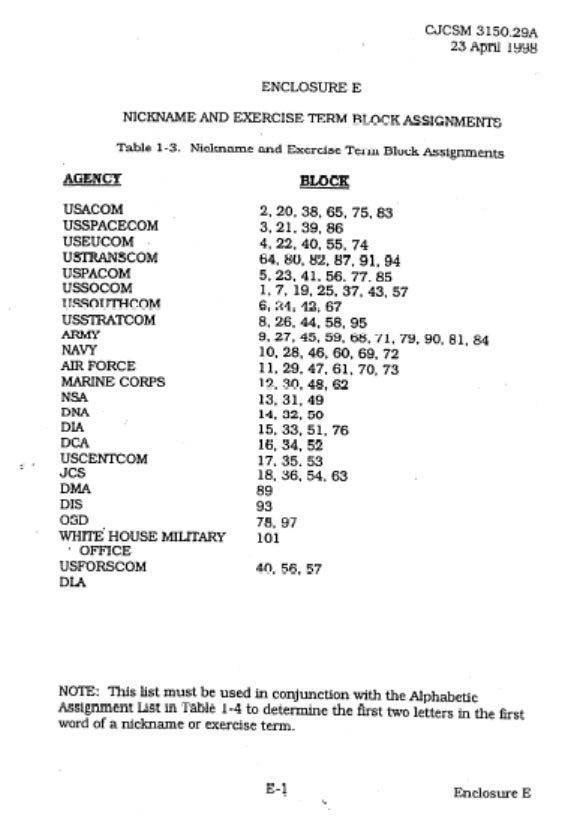 CJCSM 3150.29A
23 April 1998
ENCLOSURE E
NICKNAME AND EXERCISE TERM BLOCK ASSIGNMENTS
Table 1-3. Nickname and Exercise Term Block Assignments
AGENCY BLOCK
USACOM 2, 20, 38, 65, 75, 83
USSPACECOM 3, 21, 39, 86
USEUCOM 4, 22, 40, 55, 74
USTRANSCOM 64, 80, 82, 87, 91, 94
USPACOM 5, 23, 41, 56, 77, 85
USSOCOM 1, 7, 19, 25, 37, 43, 57
USSOUTHCOM 6, 24, 42, 67
USSTRATCOM 8, 26, 44, 58, 95
ARMY 9, 27, 45, 59, 68, 71, 79, 90, 81, 84
NAVY 10, 28, 46, 60, 69, 72
AIR FORCE 11, 29, 47, 61, 70, 73
MARINE CORPS 12, 30, 48, 62
NSA 13, 31, 49
DNA 14, 32, 50
DIA 15, 33, 51, 76
DCA 16, 34, 52
USCENTCOM 17, 35, 53
JCS 18, 36, 54, 63
DMA 89
DIS 93
OSD 78, 97
WHITE HOUSE MILITARY 101
OFFICE
USFORSCOM 40, 56, 57
DLA
NOTE: This list must be used in conjunction with the Alphabetic
Assignment List in Table 1-4 to determine the first two letters in the first
word of a nickname or exercise term.
E-1 Enclosure E